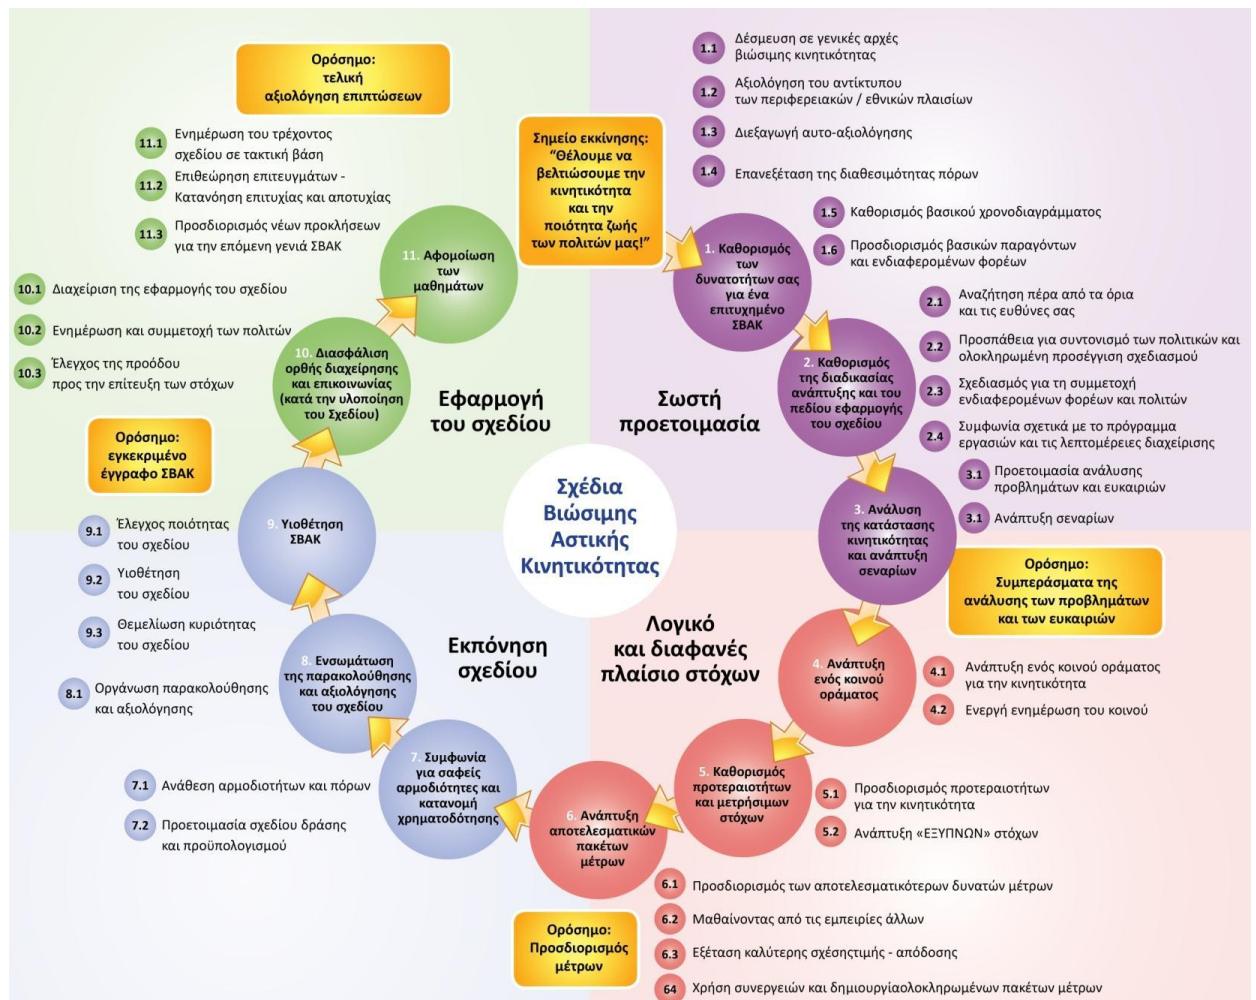 Ορόσημο:
τελική
αξιολόγηση επιπτώσεων
11.1 Ενημέρωση του τρέχοντος
σχεδίου σε τακτική βάση
11.2 Επιθεώρηση επιτευγμάτων -
Κατανόηση επιτυχίας και αποτυχίας
11.3 Προσδιορισμός νέων προκλήσεων
για την επόμενη γενιά ΣΒΑΚ
10.1 Διαχείριση της εφαρμογής του σχεδίου
10.2 Ενημέρωση και συμμετοχή των πολιτών
10.3 Έλεγχος της προόδου
προς την επίτευξη των στόχων
Σημείο εκκίνησης:
“Θέλουμε να
βελτιώσουμε την
κινητικότητα
και την
ποιότητα ζωής
των πολιτών μας!”
1.1 Δέσμευση σε γενικές αρχές
βιώσιμης κινητικότητας
1.2 Αξιολόγηση του αντίκτυπου
των περιφερειακών / εθνικών πλαισίων
1.3 Διεξαγωγή αυτο-αξιολόγησης
1.4 Επανεξέταση της διαθεσιμότητας πόρων
1.5 Καθορισμός βασικού χρονοδιαγράμματος
1.6 Προσδιορισμός βασικών παραγόντων
και ενδιαφερομένων φορέων
1. Καθορισμός
των
δυνατοτήτων σας
για ένα
επιτυχημένο
ΣΒΑΚ
2.1 Αναζήτηση πέρα από τα όρια
και τις ευθύνες σας
2.2 Προσπάθεια για συντονισμό των πολιτικών και
ολοκληρωμένη προσέγγιση σχεδιασμού
2.3 Σχεδιασμός για τη συμμετοχή
ενδιαφερομένων φορέων και πολιτών
2.4 Συμφωνία σχετικά με το πρόγραμμα
εργασιών και τις λεπτομέρειες διαχείρισης
2. Καθορισμός
της διαδικασίας
ανάπτυξης και του
πεδίου εφαρμογής
του σχεδίου
3.1 Προετοιμασία ανάλυσης
προβλημάτων και ευκαιριών
3.1 Ανάπτυξη σεναρίων
3. Ανάλυση
της κατάστασης
κινητικότητας
και ανάπτυξη
σεναρίων
Ορόσημο:
Συμπεράσματα της
ανάλυσης των προβλημάτων
και των ευκαιριών
11. Αφομοίωση
των
μαθημάτων
10. Διασφάλιση
ορθής διαχείρησης
και επικοινωνίας
(κατά την υλοποίηση
του Σχεδίου)
Εφαρμογή
του σχεδίου
Σωστή
προετοιμασία
Ορόσημο:
εγκεκριμένο
έγγραφο ΣΒΑΚ
9. Υιοθέτηση
ΣΒΑΚ
Σχέδια
Βιώσιμης
Αστικής
Κινητικότητας
9.1 Έλεγχος ποιότητας
του σχεδίου
9.2 Υιοθέτηση
του σχεδίου
9.3 Θεμελίωση κυριότητας
του σχεδίου
Εκπόνηση
σχεδίου
Λογικό
και διαφανές
πλαίσιο στόχων
4. Ανάπτυξη
ενός κοινού
οράματος
4.1 Ανάπτυξη ενός κοινού οράματος
για την κινητικότητα
4.2 Ενεργή ενημέρωση του κοινού
8. Ενσωμάτωση
της παρακολούθησης
και αξιολόγησης
του σχεδίου
8.1 Οργάνωση παρακολούθησης
και αξιολόγησης
7. Συμφωνία
για σαφείς
αρμοδιότητες και
κατανομή
χρηματοδότησης
7.1 Ανάθεση αρμοδιοτήτων και πόρων
7.2 Προετοιμασία σχεδίου δράσης
και προϋπολογισμού
5. Καθορισμός
προτεραιοτήτων
και μετρήσιμων
στόχων
5.1 Προσδιορισμός προτεραιοτήτων
για την κινητικότητα
5.2 Ανάπτυξη «ΕΞΥΠΝΩΝ» στόχων
6. Ανάπτυξη
αποτελεσματικών
πακέτων
μέτρων
6.1 Προσδιορισμός των αποτελεσματικότερων δυνατών μέτρων
6.2 Μαθαίνοντας από τις εμπειρίες άλλων
6.3 Εξέταση καλύτερης σχέσηςτιμής - απόδοσης
64 Χρήση συνεργειών και δημιουργίαολοκληρωμένων πακέτων μέτρων
Ορόσημο:
Προσδιορισμός
μέτρων